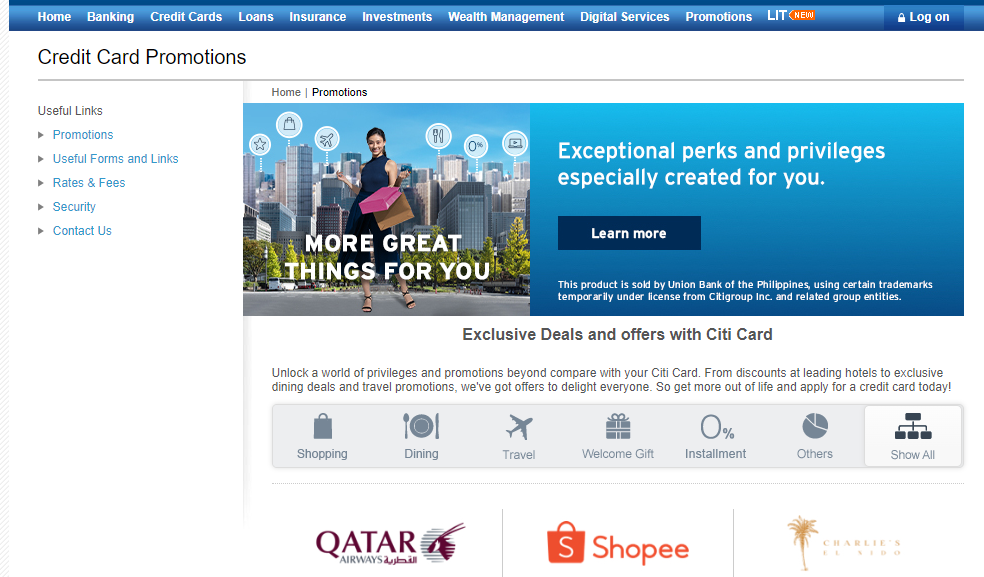 Home Banking Credit Cards Loans Insurance Investments Wealth Management Digital Services Promotions LIT NEW Log on
Credit Card Promotions
Home | Promotions
Useful Links
Promotions
Useful Forms and Links
Rates & Fees
Security
Contact Us
0%
MORE GREAT
THINGS FOR YOU
Exceptional perks and privileges
especially created for you.
Learn more
This product is sold by Union Bank of the Philippines, using certain trademarks
temporarily under license from Citigroup Inc. and related group entities.
Exclusive Deals and offers with Citi Card
Unlock a world of privileges and promotions beyond compare with your Citi Card. From discounts at leading hotels to exclusive
dining deals and travel promotions, we've got offers to delight everyone. So get more out of life and apply for a credit card today!
0%
Shopping Dining Travel Welcome Gift Installment Others Show All
QATAR
AIRWAYS القطرية
S Shopee
CHARLIE'S
EL NIDO